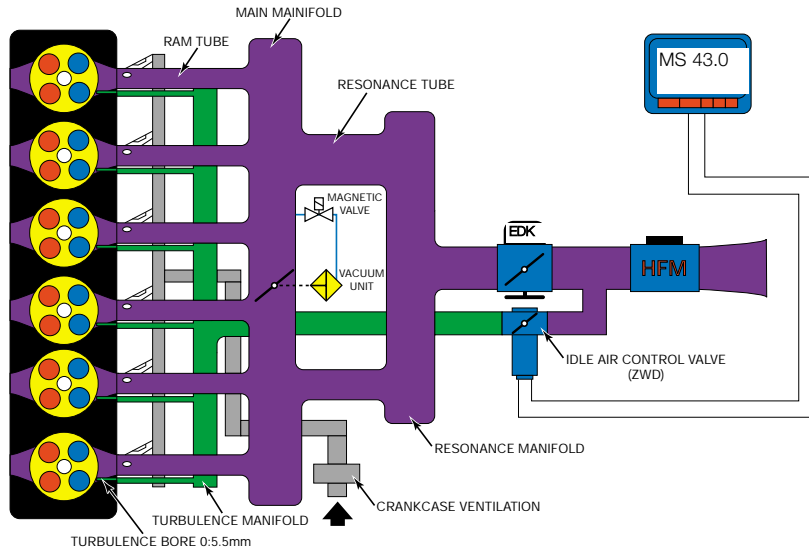 MAIN MAINIFOLD
RAM TUBE
RESONANCE TUBE
MS 43.0
MAGNETIC
VALVE
EDK
HFM
VACUUM
UNIT
IDLE AIR CONTROL VALVE
(ZWD)
RESONANCE MANIFOLD
CRANKCASE VENTILATION
TURBULENCE MANIFOLD
TURBULENCE BORE 0:5.5mm